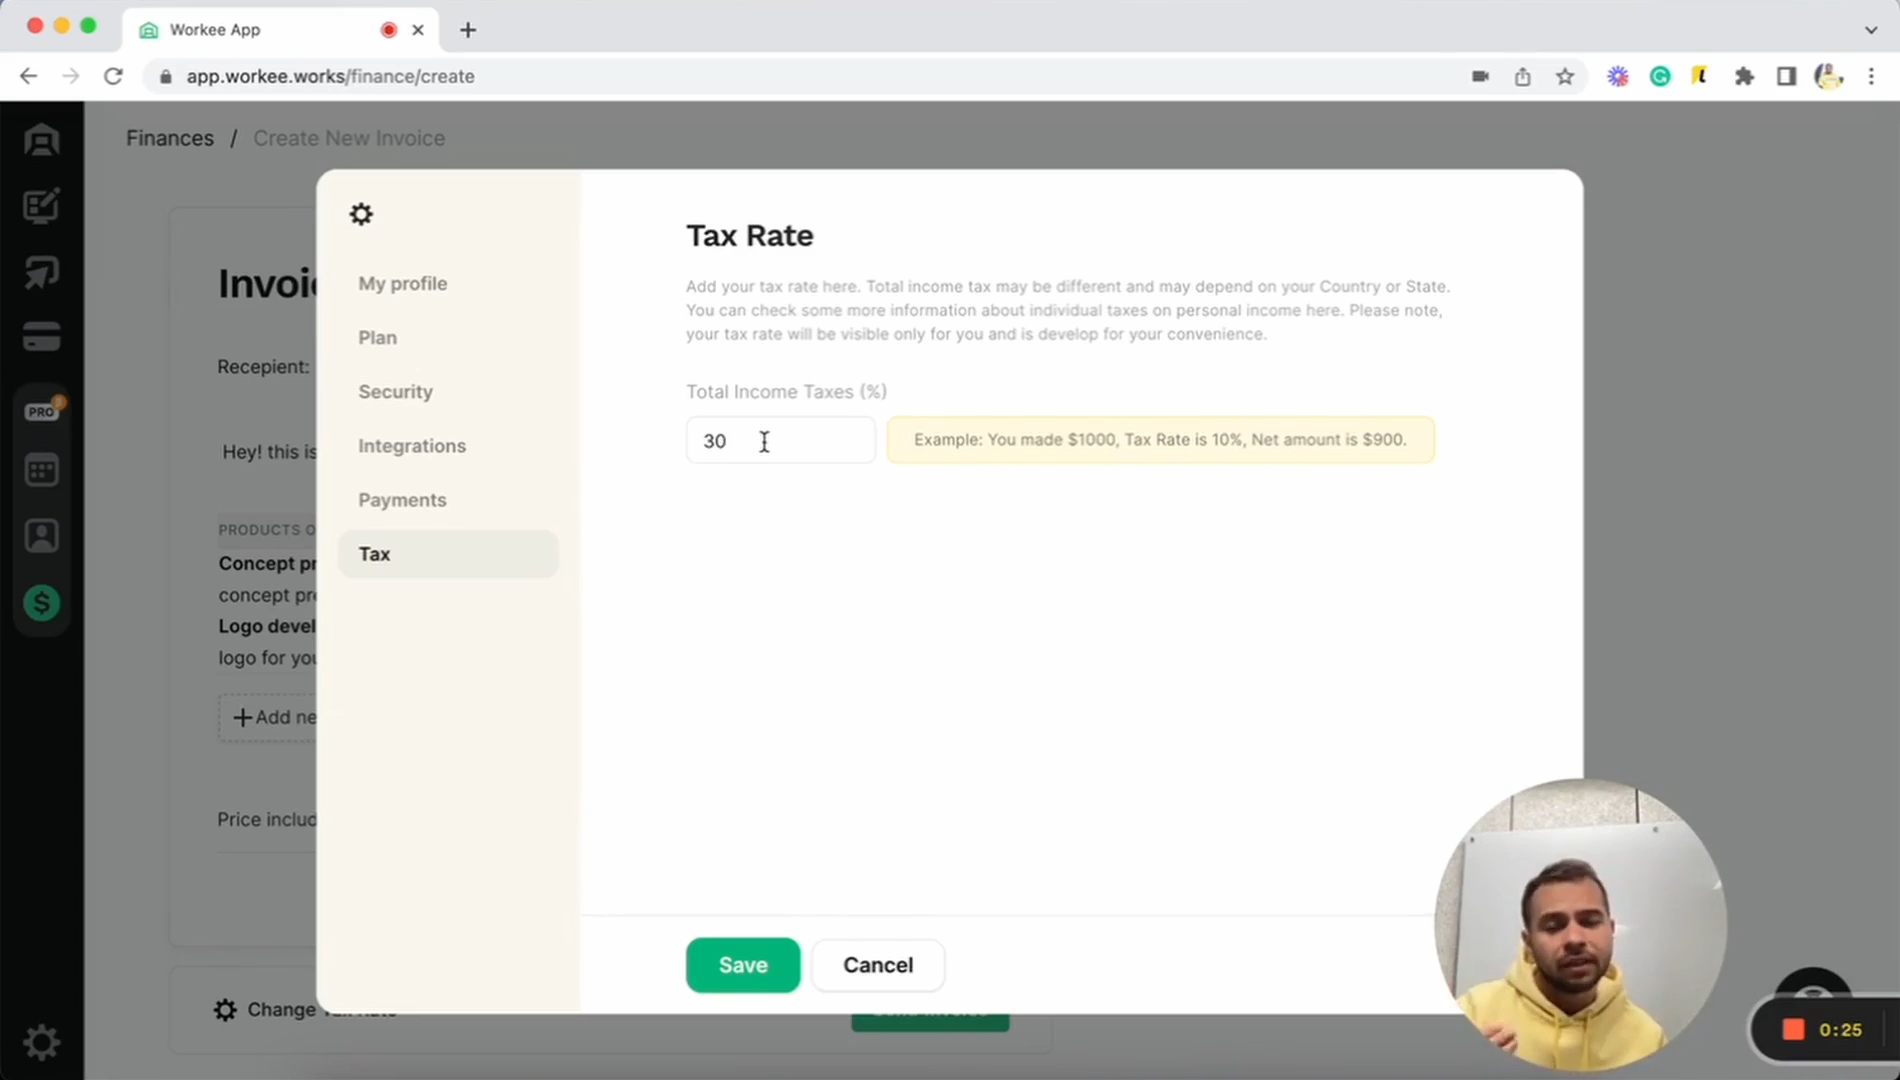 Workee App
app.workee.works/finance/create
Finances / Create New Invoice
Invoi
Recepient:
Hey! this is
PRODUCTS O
Concept pr
concept pre
Logo devel
logo for you
Add ne
Price includ
Change Tax Rate
PRO
My profile
Plan
Security
Integrations
Payments
Tax
Tax Rate
Add your tax rate here. Total income tax may be different and may depend on your Country or State.
You can check some more information about individual taxes on personal income here. Please note,
your tax rate will be visible only for you and is develop for your convenience.
Total Income Taxes (%)
30
Example: You made $1000, Tax Rate is 10%, Net amount is $900.
Save
Cancel
0:25